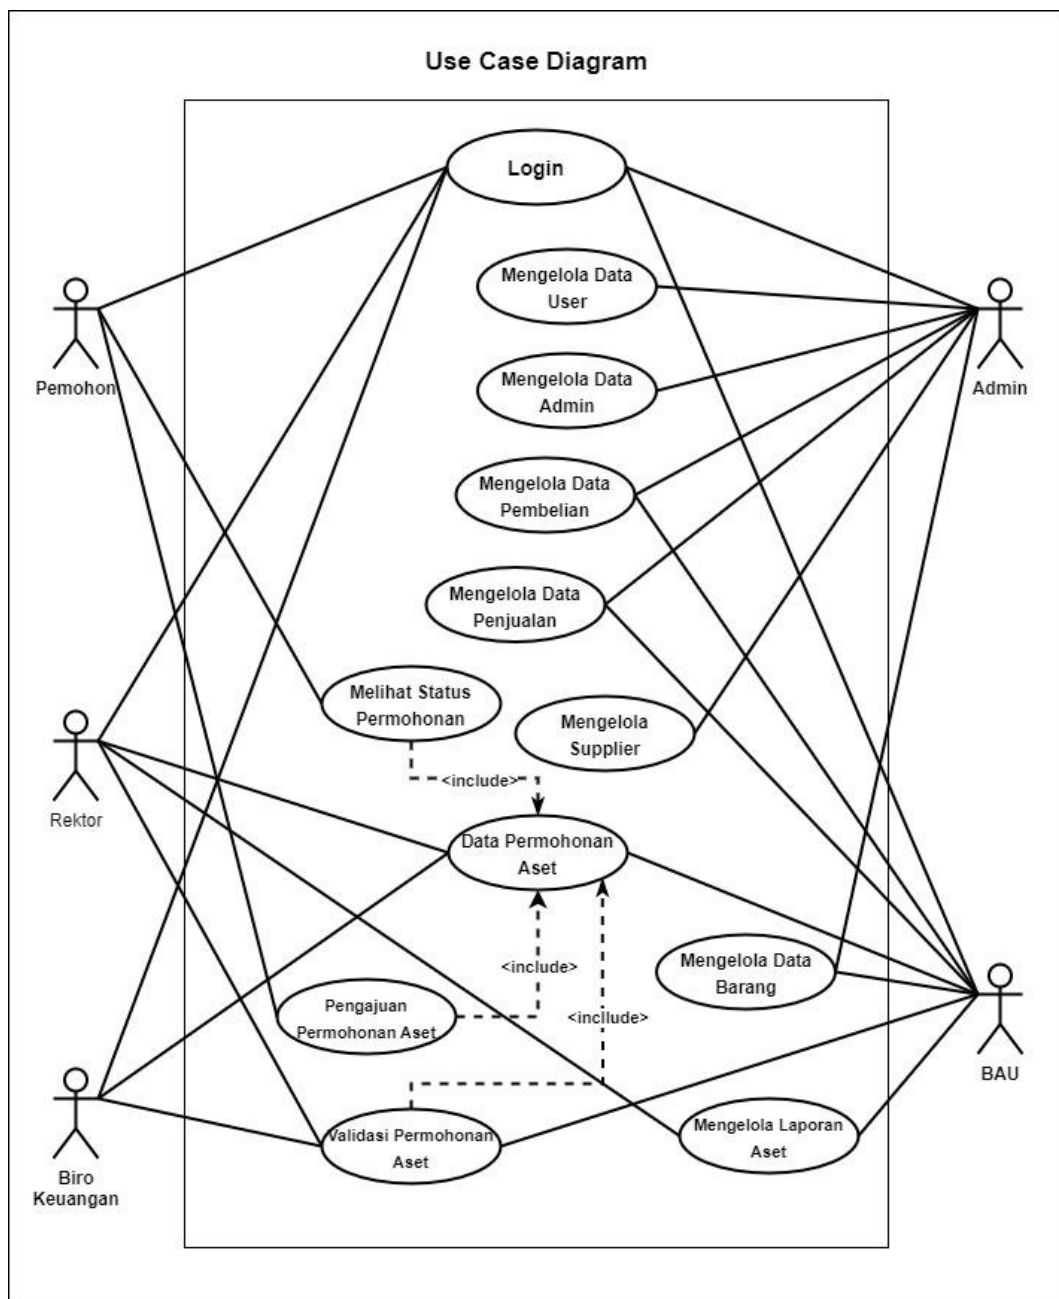 Use Case Diagram
Login
Mengelola Data
User
Pemohon
Admin
Mengelola Data
Admin
Mengelola Data
Pembelian
Mengelola Data
Penjualan
Melihat Status
Permohonan
Mengelola
Supplier
<include>
Rektor
Data Permohonan
Aset
Mengelola Data
Barang
<include>
Pengajuan
Permohonan Aset
<include>
BAU
Validasi Permohonan
Aset
Mengelola Laporan
Aset
Biro
Keuangan